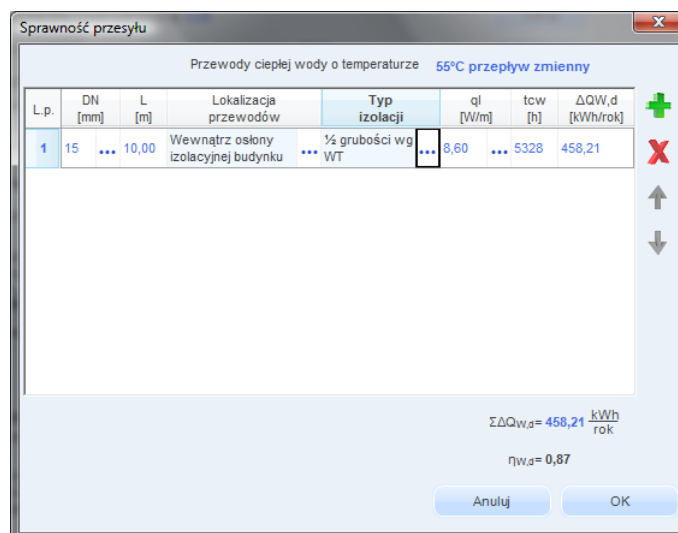 Sprawność przesyłu
Przewody ciepłej wody o temperaturze 55°C przepływ zmienny
L.p. DN [mm] L [m] Lokalizacja przewodów Typ izolacji ql [W/m] tcw [h] ΔQW,d [kWh/rok]
1 15 ... 10,00 Wewnątrz osłony izolacyjnej budynku ... ½ grubości wg WT ... 8,60 ... 5328 458,21
ΣΔQW,d= 458,21 kWh/rok
ηW,d= 0,87
Anuluj OK